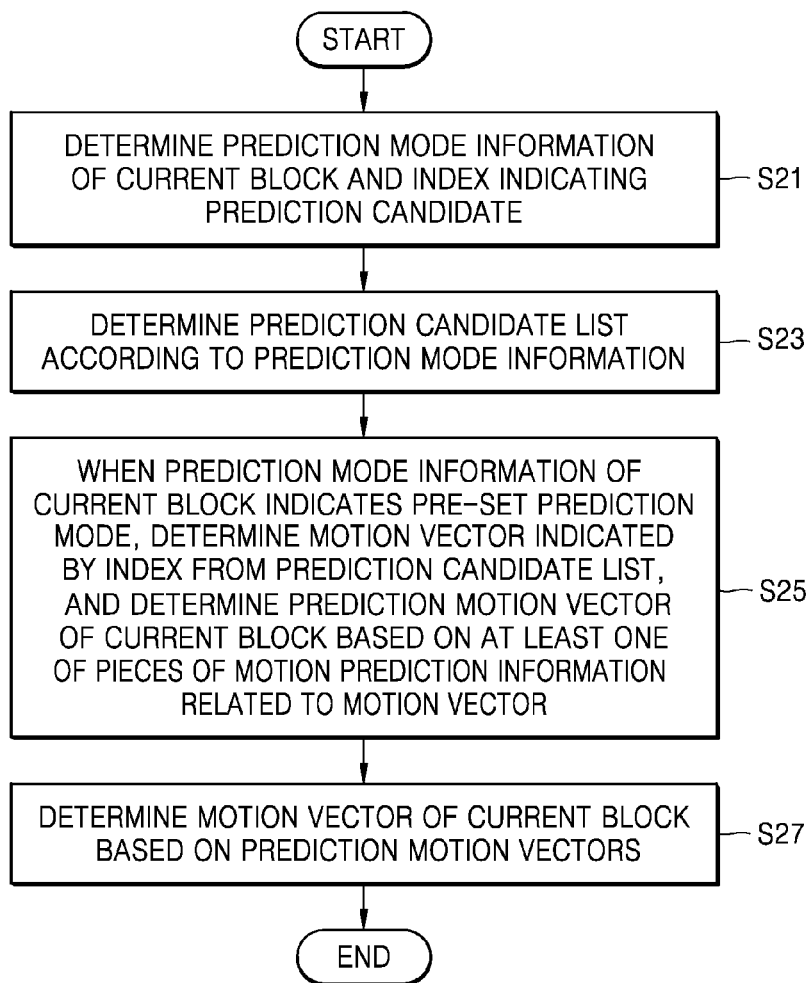 START
DETERMINE PREDICTION MODE INFORMATION
OF CURRENT BLOCK AND INDEX INDICATING
PREDICTION CANDIDATE
S21
DETERMINE PREDICTION CANDIDATE LIST
ACCORDING TO PREDICTION MODE INFORMATION
S23
WHEN PREDICTION MODE INFORMATION OF
CURRENT BLOCK INDICATES PRE-SET PREDICTION
MODE, DETERMINE MOTION VECTOR INDICATED
BY INDEX FROM PREDICTION CANDIDATE LIST,
AND DETERMINE PREDICTION MOTION VECTOR
OF CURRENT BLOCK BASED ON AT LEAST ONE
OF PIECES OF MOTION PREDICTION INFORMATION
RELATED TO MOTION VECTOR
S25
DETERMINE MOTION VECTOR OF CURRENT BLOCK
BASED ON PREDICTION MOTION VECTORS
S27
END